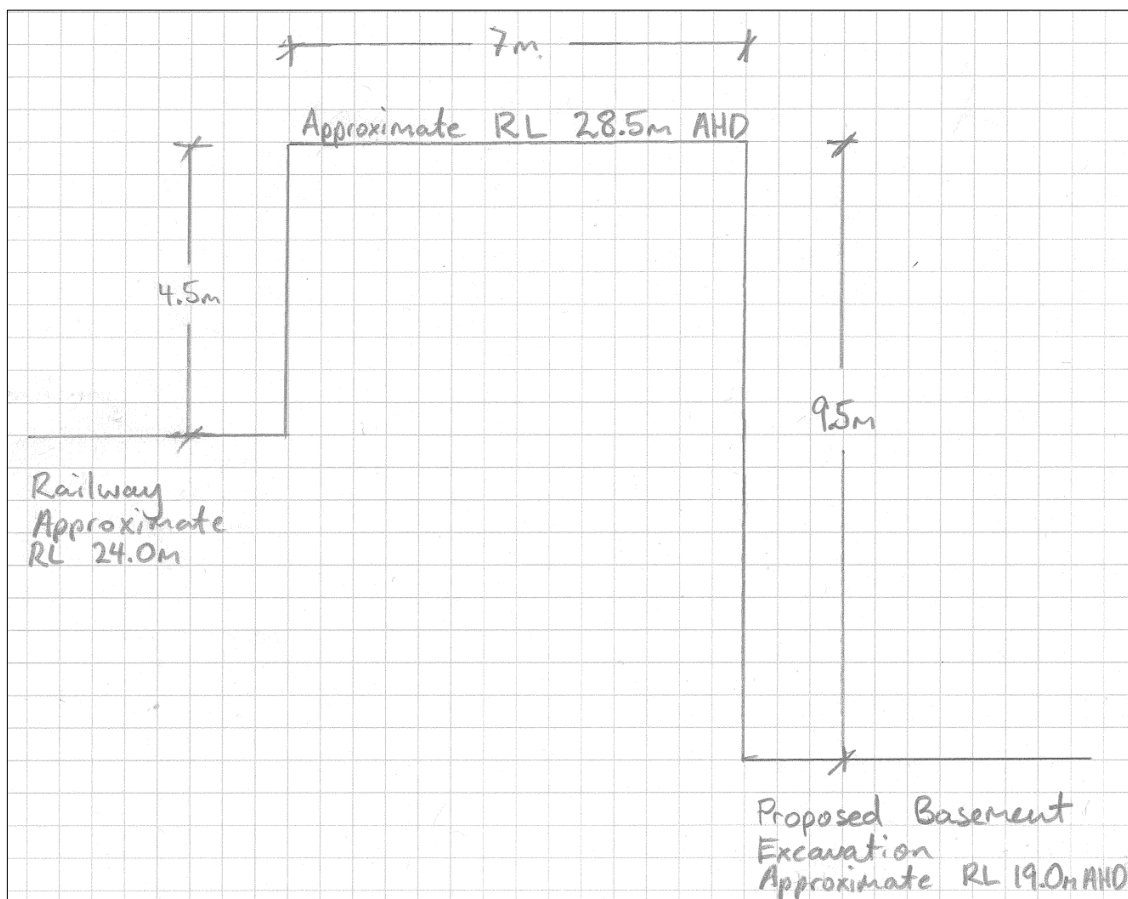 7m.
Approximate RL 28.5m AHD
4.5m
9.5m
Railway
Approximate
RL 24.0m
Proposed Basement
Excavation
Approximate RL 19.0m AHD